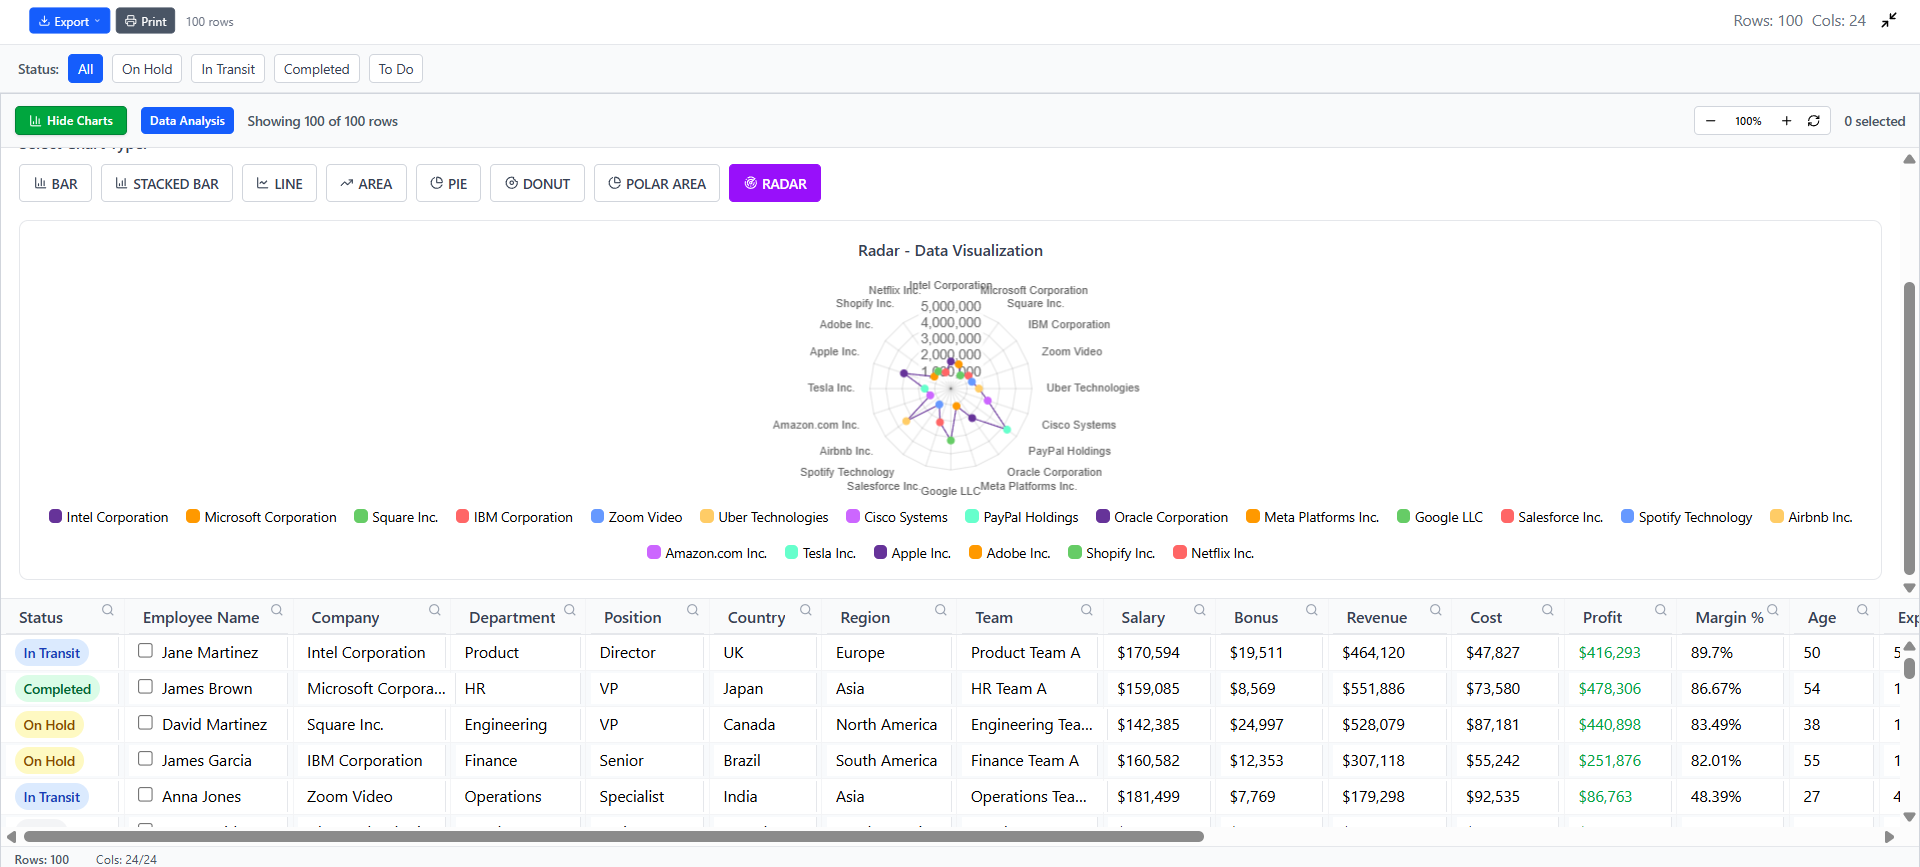 Export Print 100 rows Rows: 100 Cols: 24
Status: All On Hold In Transit Completed To Do
Hide Charts Data Analysis Showing 100 of 100 rows 100% 0 selected
BAR STACKED BAR LINE AREA PIE DONUT POLAR AREA RADAR
Radar - Data Visualization
Netflix Inc. Intel Corporation Microsoft Corporation
Shopify Inc. 5,000,000 Square Inc.
Adobe Inc. 4,000,000 IBM Corporation
3,000,000
Apple Inc. 2,000,000 Zoom Video
1,000,000
Tesla Inc. Uber Technologies
Amazon.com Inc. Cisco Systems
Airbnb Inc. PayPal Holdings
Spotify Technology Oracle Corporation
Salesforce Inc. Google LLC Meta Platforms Inc.
Intel Corporation Microsoft Corporation Square Inc. IBM Corporation Zoom Video Uber Technologies Cisco Systems PayPal Holdings Oracle Corporation Meta Platforms Inc. Google LLC Salesforce Inc. Spotify Technology Airbnb Inc.
Amazon.com Inc. Tesla Inc. Apple Inc. Adobe Inc. Shopify Inc. Netflix Inc.
Status Employee Name Company Department Position Country Region Team Salary Bonus Revenue Cost Profit Margin % Age Exp
In Transit Jane Martinez Intel Corporation Product Director UK Europe Product Team A $170,594 $19,511 $464,120 $47,827 $416,293 89.7% 50 5
Completed James Brown Microsoft Corpora... HR VP Japan Asia HR Team A $159,085 $8,569 $551,886 $73,580 $478,306 86.67% 54 1
On Hold David Martinez Square Inc. Engineering VP Canada North America Engineering Tea... $142,385 $24,997 $528,079 $87,181 $440,898 83.49% 38 1
On Hold James Garcia IBM Corporation Finance Senior Brazil South America Finance Team A $160,582 $12,353 $307,118 $55,242 $251,876 82.01% 55 1
In Transit Anna Jones Zoom Video Operations Specialist India Asia Operations Tea... $181,499 $7,769 $179,298 $92,535 $86,763 48.39% 27 4
Rows: 100 Cols: 24/24